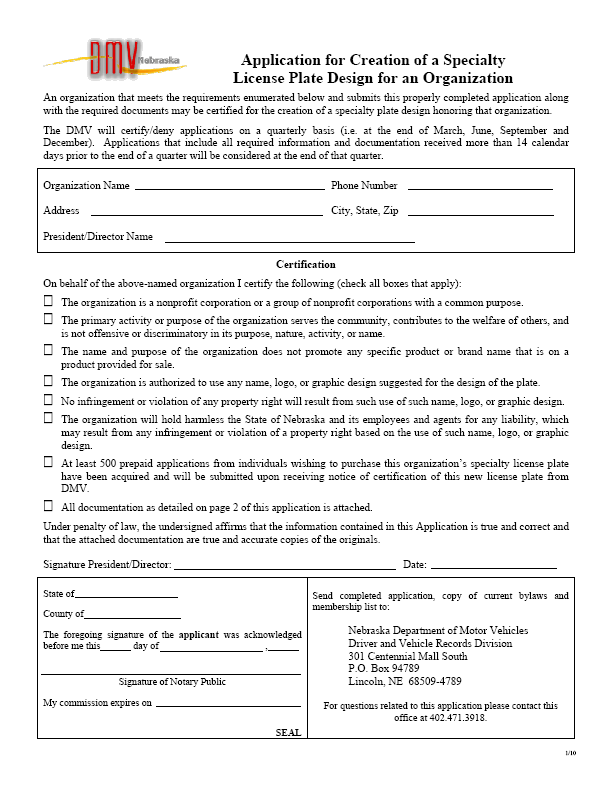 DMV Nebraska
Application for Creation of a Specialty
License Plate Design for an Organization
An organization that meets the requirements enumerated below and submits this properly completed application along
with the required documents may be certified for the creation of a specialty plate design honoring that organization.
The DMV will certify/deny applications on a quarterly basis (i.e. at the end of March, June, September and
December). Applications that include all required information and documentation received more than 14 calendar
days prior to the end of a quarter will be considered at the end of that quarter.
Organization Name Phone Number
Address City, State, Zip
President/Director Name
Certification
On behalf of the above-named organization I certify the following (check all boxes that apply):
The organization is a nonprofit corporation or a group of nonprofit corporations with a common purpose.
The primary activity or purpose of the organization serves the community, contributes to the welfare of others, and
is not offensive or discriminatory in its purpose, nature, activity, or name.
The name and purpose of the organization does not promote any specific product or brand name that is on a
product provided for sale.
The organization is authorized to use any name, logo, or graphic design suggested for the design of the plate.
No infringement or violation of any property right will result from such use of such name, logo, or graphic design.
The organization will hold harmless the State of Nebraska and its employees and agents for any liability, which
may result from any infringement or violation of a property right based on the use of such name, logo, or graphic
design.
At least 500 prepaid applications from individuals wishing to purchase this organization's specialty license plate
have been acquired and will be submitted upon receiving notice of certification of this new license plate from
DMV.
All documentation as detailed on page 2 of this application is attached.
Under penalty of law, the undersigned affirms that the information contained in this Application is true and correct and
that the attached documentation are true and accurate copies of the originals.
Signature President/Director: Date:
State of
County of
The foregoing signature of the applicant was acknowledged
before me this day of ,
Signature of Notary Public
My commission expires on
SEAL
Send completed application, copy of current bylaws and
membership list to:
Nebraska Department of Motor Vehicles
Driver and Vehicle Records Division
301 Centennial Mall South
P.O. Box 94789
Lincoln, NE 68509-4789
For questions related to this application please contact this
office at 402.471.3918.
1/10